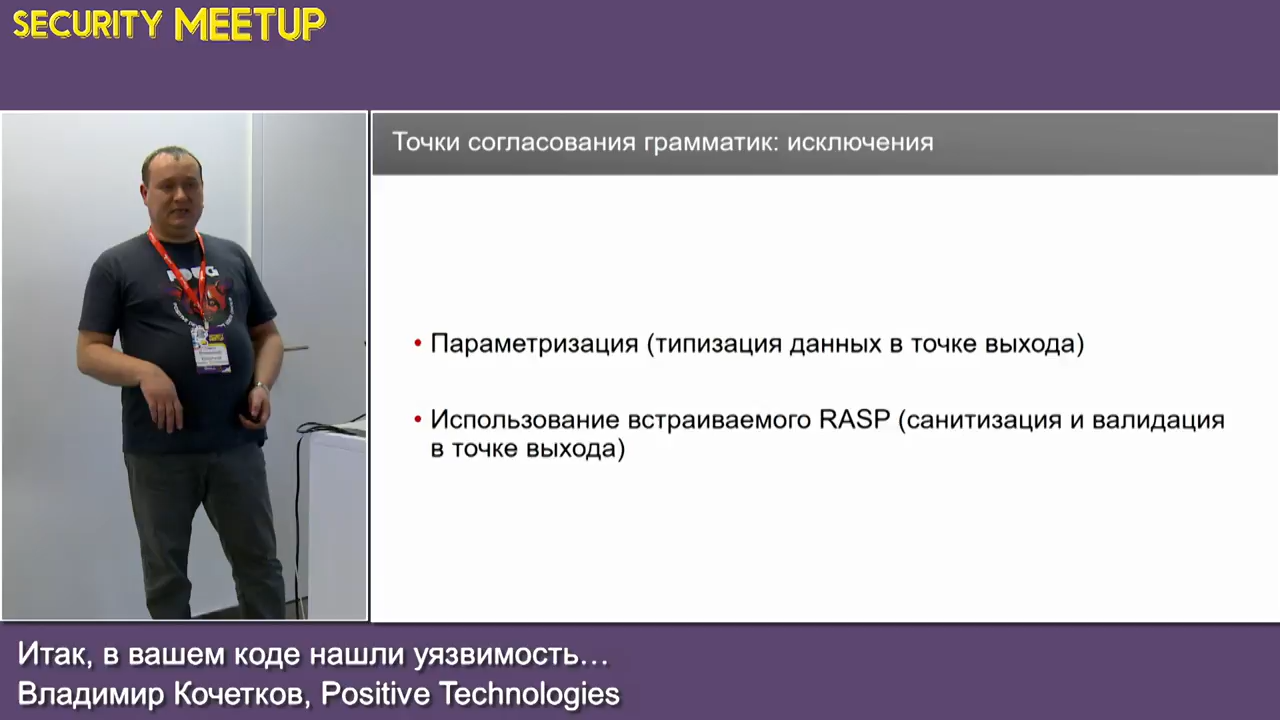 SECURITY MEETUP
Точки согласования грамматик: исключения
• Параметризация (типизация данных в точке выхода)
• Использование встраиваемого RASP (санитизация и валидация
в точке выхода)
Итак, в вашем коде нашли уязвимость...
Владимир Кочетков, Positive Technologies